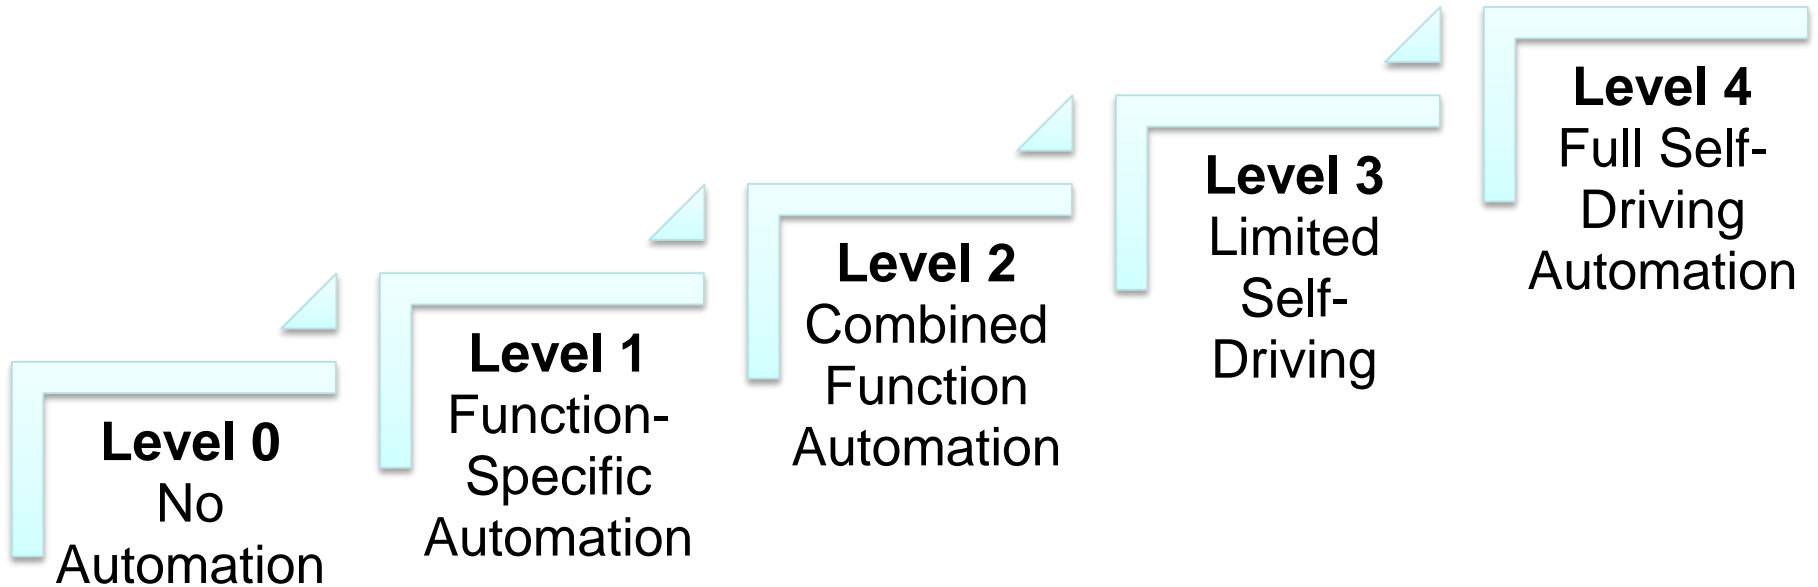 Level 0
No
Automation
Level 1
Function-
Specific
Automation
Level 2
Combined
Function
Automation
Level 3
Limited
Self-
Driving
Level 4
Full Self-
Driving
Automation